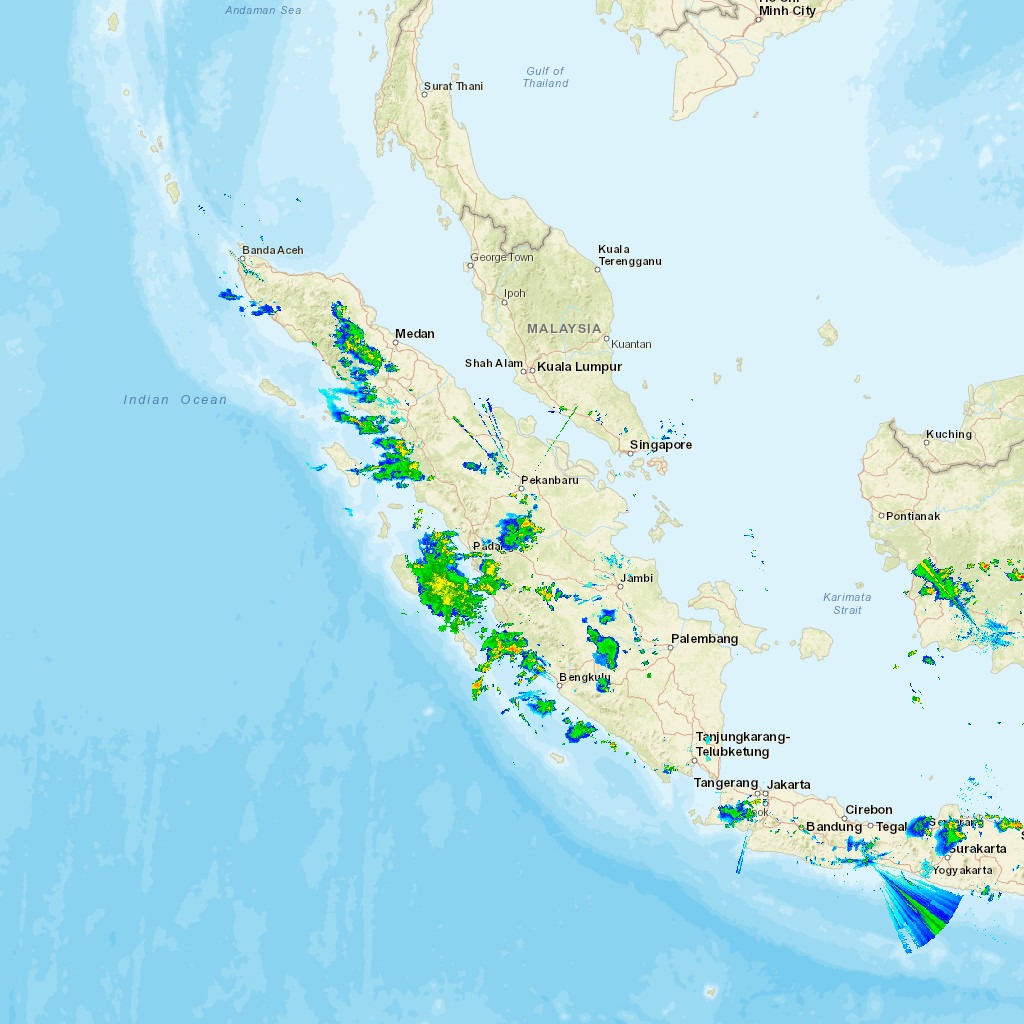 Andaman Sea
Minh City
Gulf of
Thailand
Surat Thani
Banda Aceh
George Town
Kuala
Terengganu
Ipoh
MALAYSIA
Medan
Kuantan
Shah Alam
Kuala Lumpur
Indian Ocean
Kuching
Singapore
Pekanbaru
Pontianak
Padang
Jambi
Karimata
Strait
Palembang
Bengkulu
Tanjungkarang-
Telubketung
Tangerang
Jakarta
Cirebon
Bandung
Tegal
Semarang
Surakarta
Yogyakarta